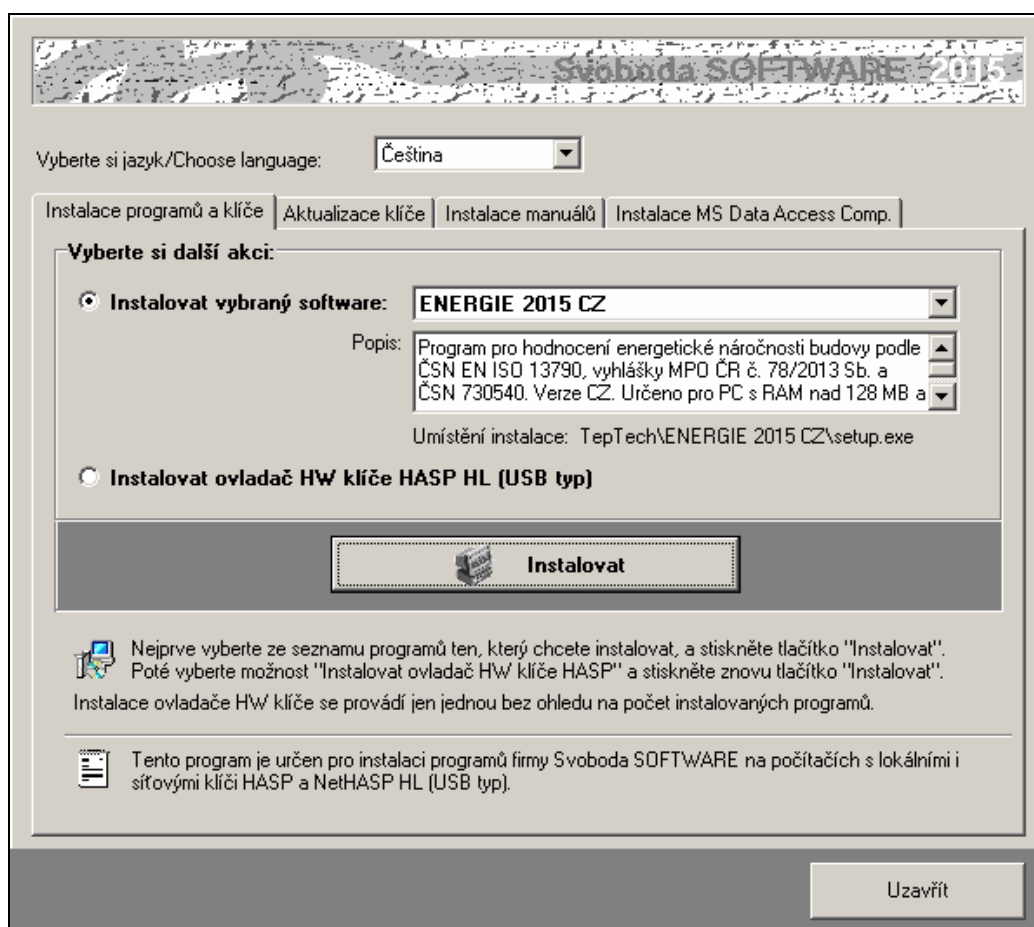 Svoboda SOFTWARE 2015
Vyberte si jazyk/Choose language:
Čeština
Instalace programů a klíče
Aktualizace klíče
Instalace manuálů
Instalace MS Data Access Comp.
Vyberte si další akci:
Instalovat vybraný software:
ENERGIE 2015 CZ
Popis:
Program pro hodnocení energetické náročnosti budovy podle
ČSN EN ISO 13790, vyhlášky MPO ČR č. 78/2013 Sb. a
ČSN 730540. Verze CZ. Určeno pro PC s RAM nad 128 MB a
Umístění instalace: TepTech\ENERGIE 2015 CZ\setup.exe
Instalovat ovladač HW klíče HASP HL (USB typ)
Instalovat
Nejprve vyberte ze seznamu programů ten, který chcete instalovat, a stiskněte tlačítko "Instalovat".
Poté vyberte možnost "Instalovat ovladač HW klíče HASP" a stiskněte znovu tlačítko "Instalovat".
Instalace ovladače HW klíče se provádí jen jednou bez ohledu na počet instalovaných programů.
Tento program je určen pro instalaci programů firmy Svoboda SOFTWARE na počítačích s lokálními i
síťovými klíči HASP a NetHASP HL (USB typ).
Uzavřít